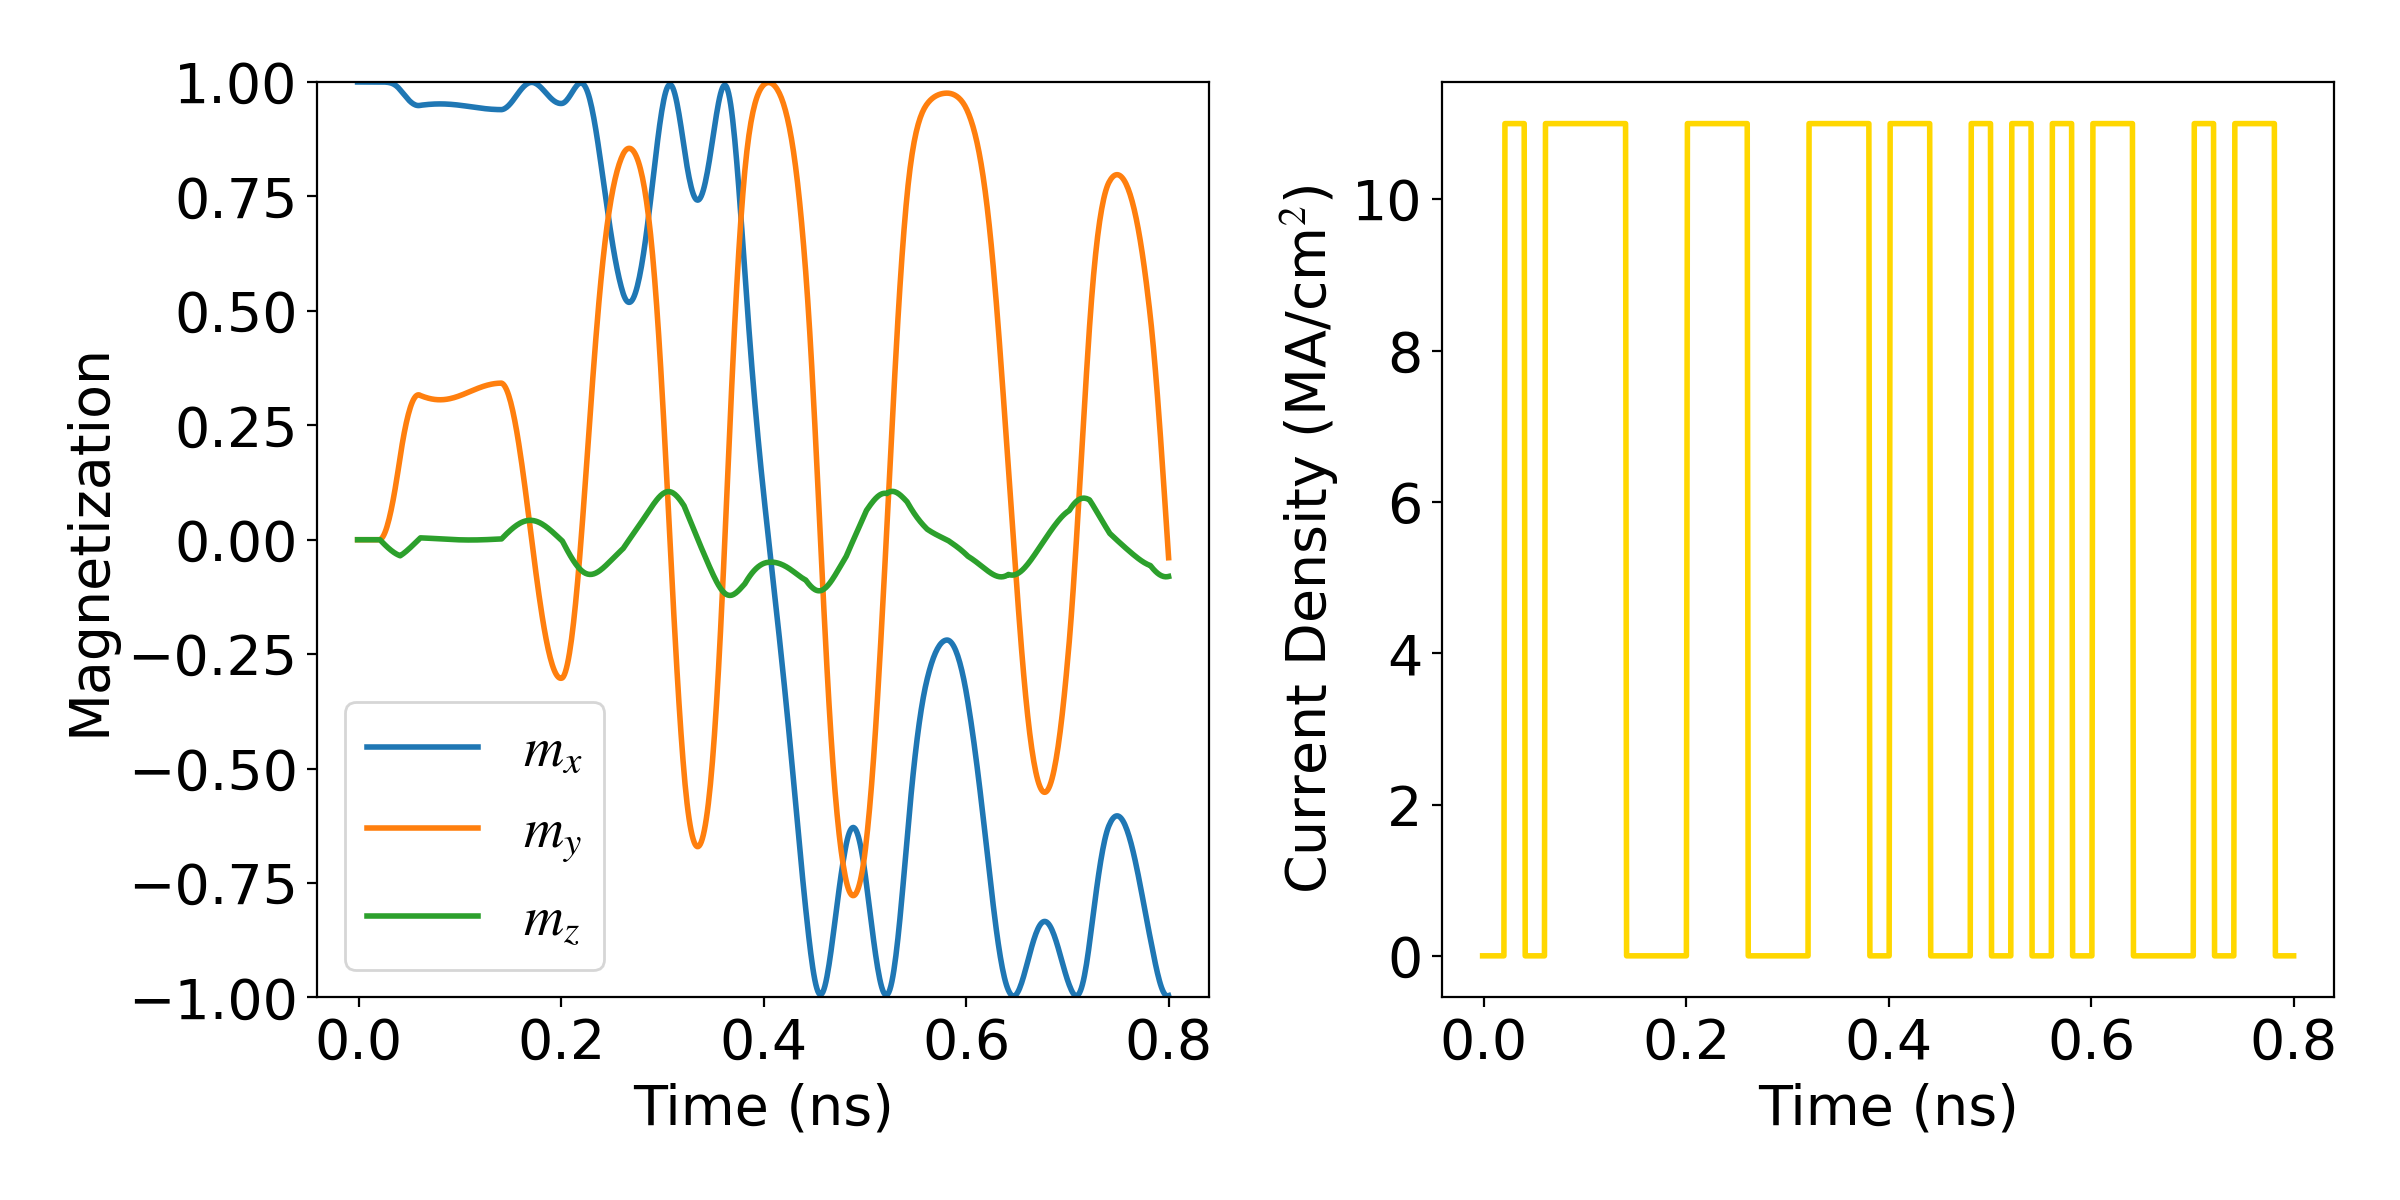 1.00
0.75
0.50
0.25
0.00
−0.25
−0.50
−0.75
−1.00
Magnetization
m_x
m_y
m_z
0.0 0.2 0.4 0.6 0.8
Time (ns)
10
8
6
4
2
0
Current Density (MA/cm²)
0.0 0.2 0.4 0.6 0.8
Time (ns)